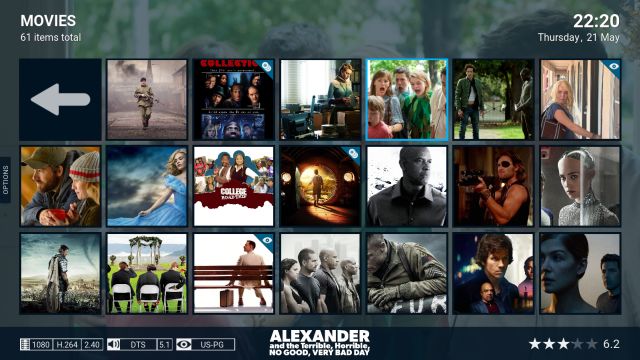 MOVIES
22:20
61 items total
Thursday, 21 May
COLLECTION
OPTIONS
COLLEGE
ROAD TRIP
FURY
1080 H.264 2.40 DTS 5.1 US-PG
ALEXANDER
and the Terrible, Horrible,
NO GOOD, VERY BAD DAY
6.2